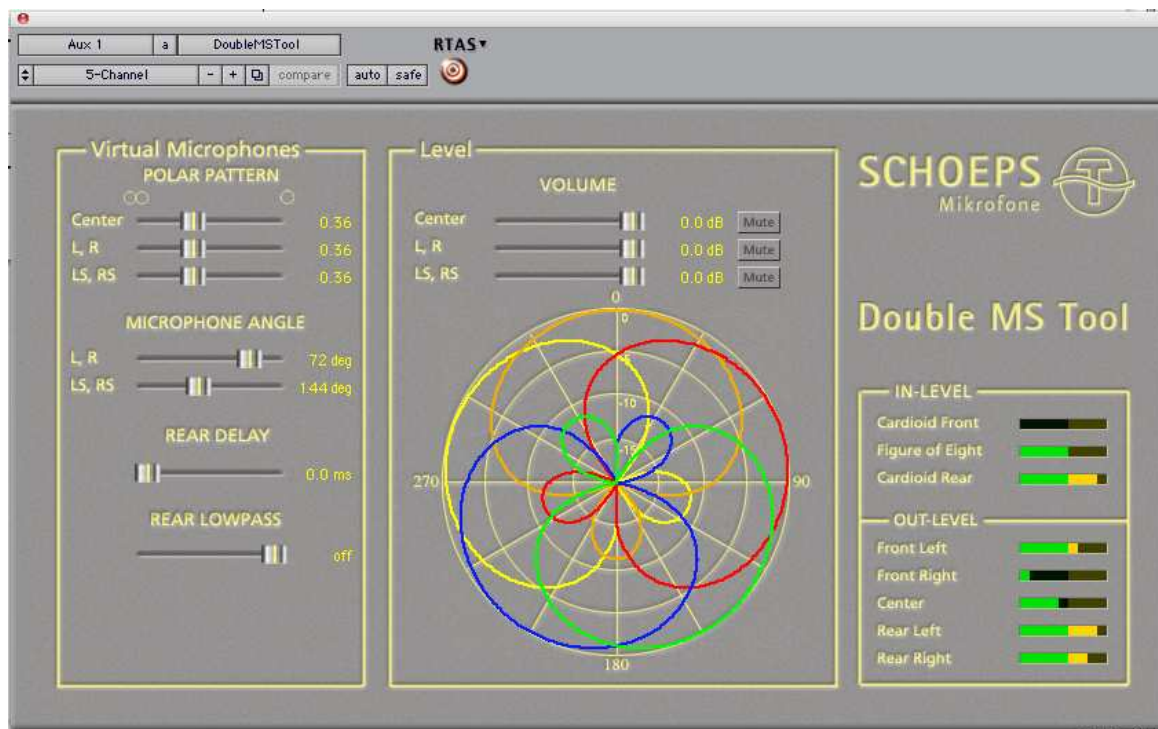 Aux 1 a DoubleMSTool
RTAS
5-Channel - + compare auto safe
Virtual Microphones
POLAR PATTERN
Center 0.36
L, R 0.36
LS, RS 0.36
MICROPHONE ANGLE
L, R 72 deg
LS, RS 144 deg
REAR DELAY
0.0 ms
REAR LOWPASS
off
Level
VOLUME
Center 0.0 dB Mute
L, R 0.0 dB Mute
LS, RS 0.0 dB Mute
0
0
-5
-10
-15
270
90
180
SCHOEPS
Mikrofone
Double MS Tool
IN-LEVEL
Cardioid Front
Figure of Eight
Cardioid Rear
OUT-LEVEL
Front Left
Front Right
Center
Rear Left
Rear Right